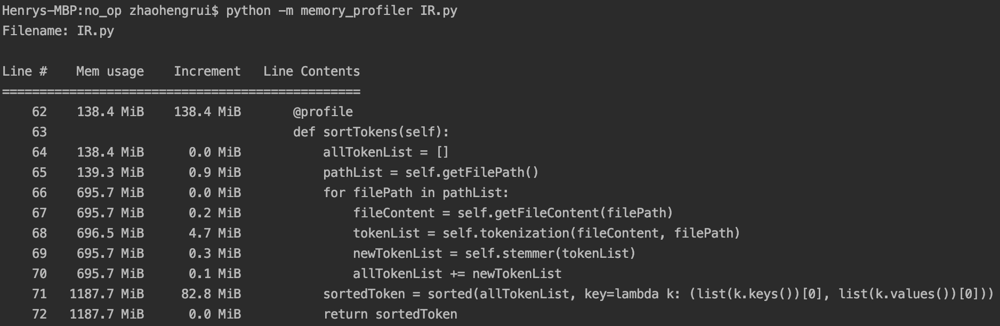 Henrys-MBP:no_op zhaohengrui$ python -m memory_profiler IR.py
Filename: IR.py
Line #    Mem usage    Increment   Line Contents
================================================
    62    138.4 MiB    138.4 MiB       @profile
    63                                 def sortTokens(self):
    64    138.4 MiB      0.0 MiB           allTokenList = []
    65    139.3 MiB      0.9 MiB           pathList = self.getFilePath()
    66    695.7 MiB      0.0 MiB           for filePath in pathList:
    67    695.7 MiB      0.2 MiB               fileContent = self.getFileContent(filePath)
    68    696.5 MiB      4.7 MiB               tokenList = self.tokenization(fileContent, filePath)
    69    695.7 MiB      0.3 MiB               newTokenList = self.stemmer(tokenList)
    70    695.7 MiB      0.1 MiB               allTokenList += newTokenList
    71   1187.7 MiB     82.8 MiB           sortedToken = sorted(allTokenList, key=lambda k: (list(k.keys())[0], list(k.values())[0]))
    72   1187.7 MiB      0.0 MiB           return sortedToken